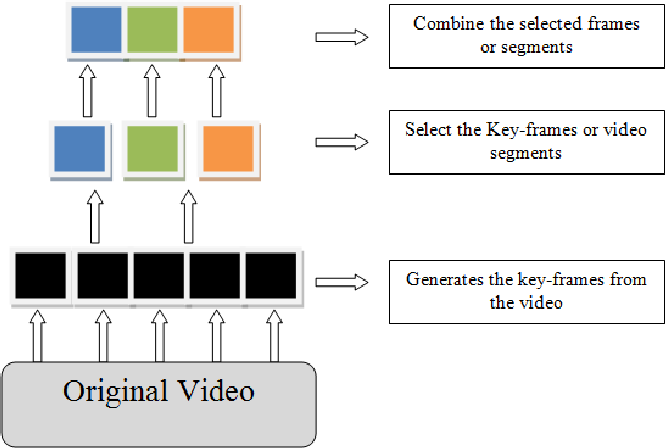 Combine the selected frames
or segments
Select the Key-frames or video
segments
Generates the key-frames from
the video
Original Video